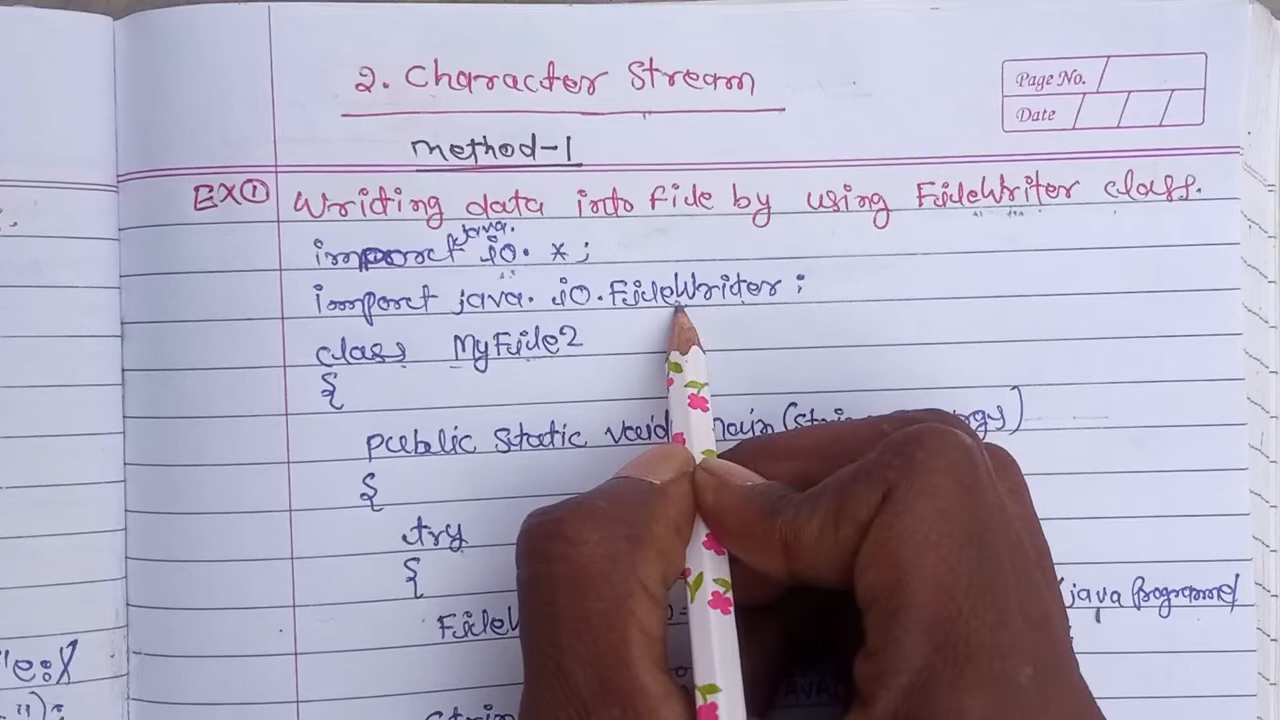 2. Character Stream
Page No.
Date
method-1
EX① Writing data into file by using FileWriter class.
import java.io.*;
import java.io.FileWriter;
class MyFile2
{
public static void main(
{
try
{
java Programme/